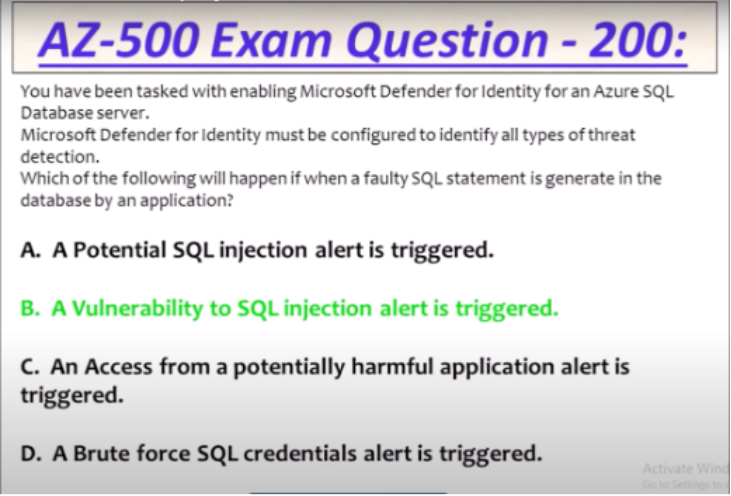 AZ-500 Exam Question - 200:
You have been tasked with enabling Microsoft Defender for Identity for an Azure SQL
Database server.
Microsoft Defender for Identity must be configured to identify all types of threat
detection.
Which of the following will happen if when a faulty SQL statement is generate in the
database by an application?
A. A Potential SQL injection alert is triggered.
B. A Vulnerability to SQL injection alert is triggered.
C. An Access from a potentially harmful application alert is
triggered.
D. A Brute force SQL credentials alert is triggered.
Activate Wind
Go to Settings to